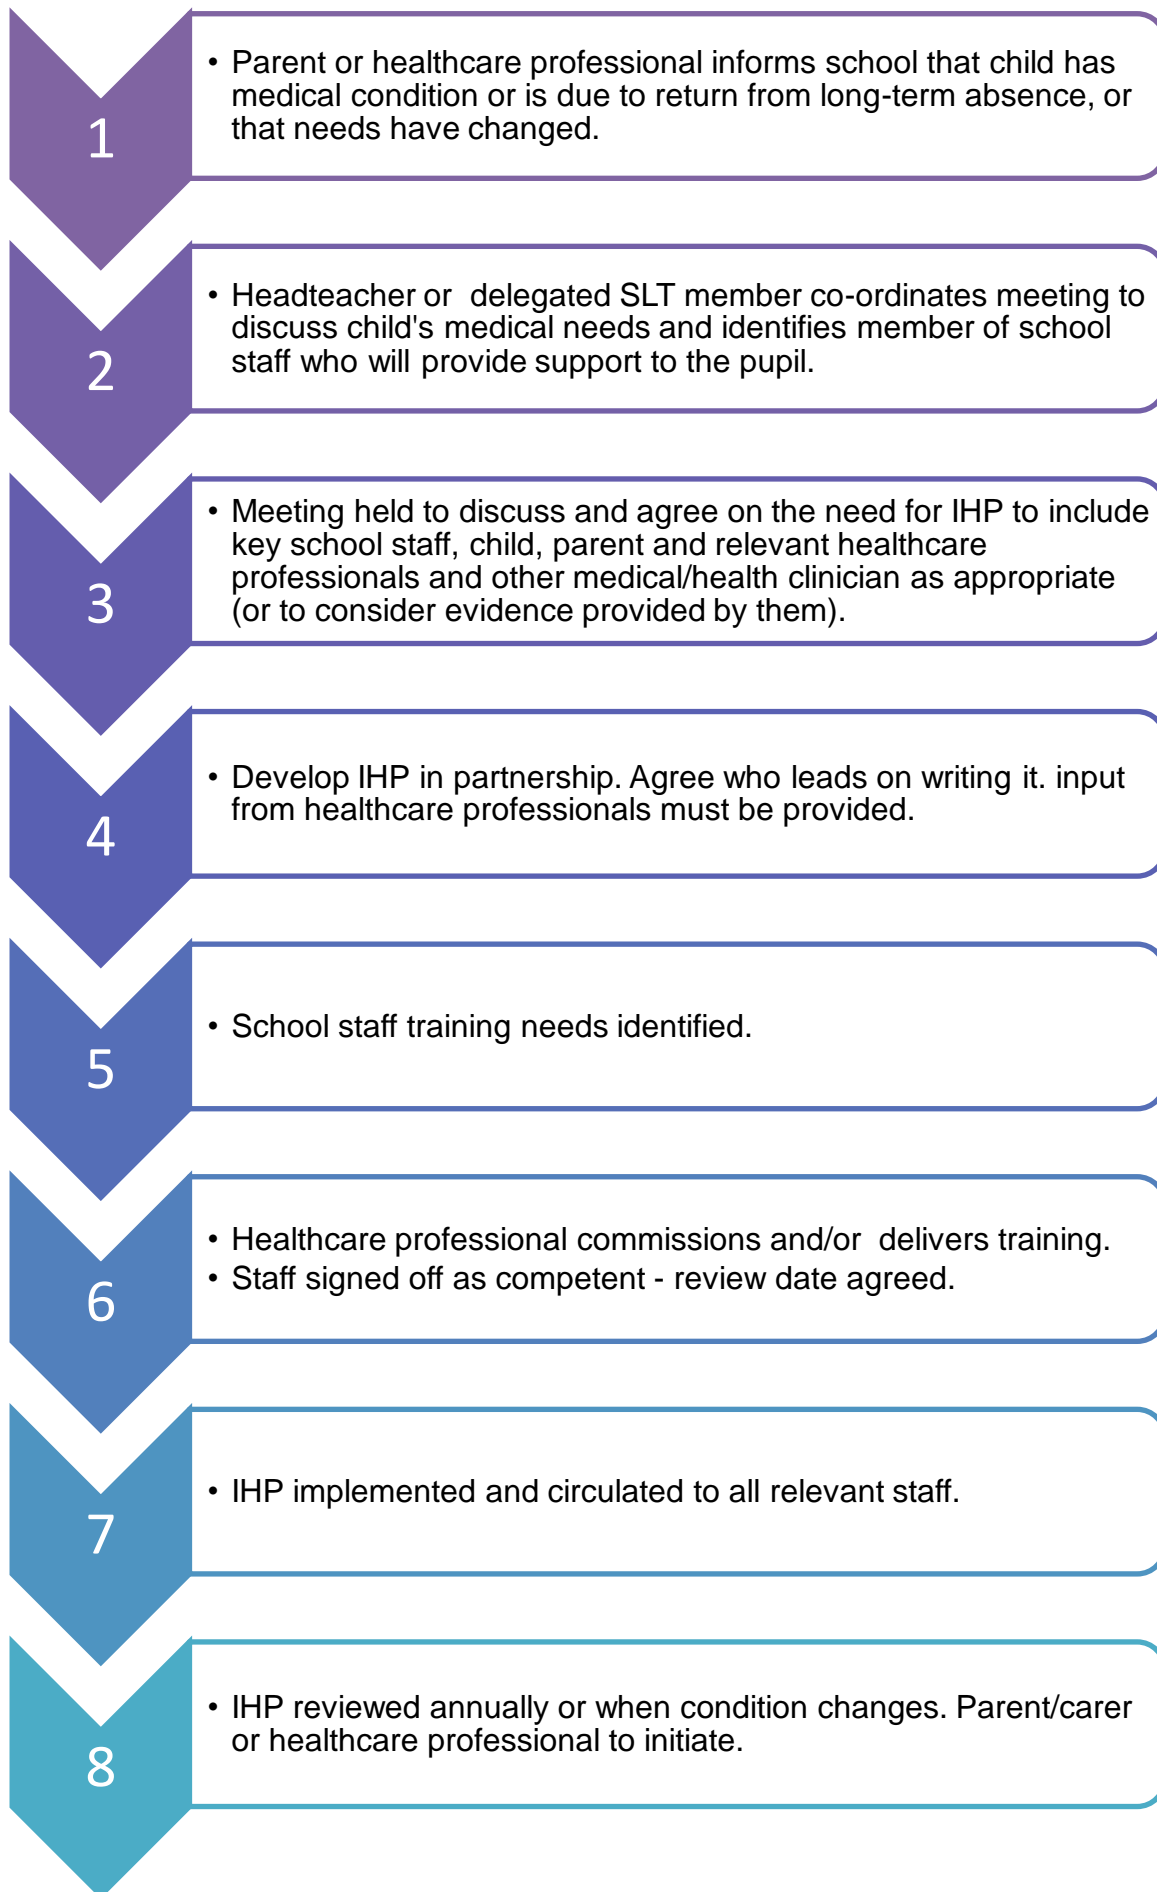 1
• Parent or healthcare professional informs school that child has
medical condition or is due to return from long-term absence, or
that needs have changed.
2
• Headteacher or delegated SLT member co-ordinates meeting to
discuss child's medical needs and identifies member of school
staff who will provide support to the pupil.
3
• Meeting held to discuss and agree on the need for IHP to include
key school staff, child, parent and relevant healthcare
professionals and other medical/health clinician as appropriate
(or to consider evidence provided by them).
4
• Develop IHP in partnership. Agree who leads on writing it. input
from healthcare professionals must be provided.
5
• School staff training needs identified.
6
• Healthcare professional commissions and/or delivers training.
• Staff signed off as competent - review date agreed.
7
• IHP implemented and circulated to all relevant staff.
8
• IHP reviewed annually or when condition changes. Parent/carer
or healthcare professional to initiate.